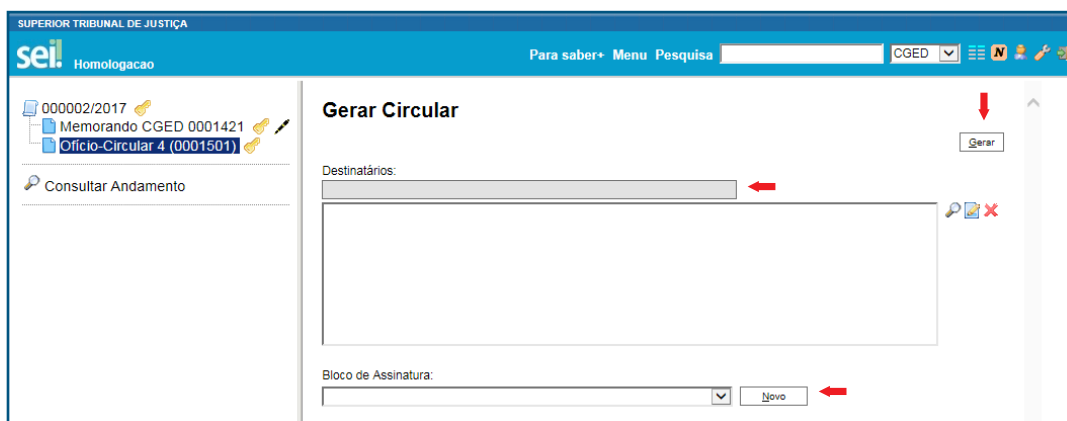 SUPERIOR TRIBUNAL DE JUSTIÇA
sei! Homologacao
Para saber+ Menu Pesquisa CGED N
000002/2017
Memorando CGED 0001421
Ofício-Circular 4 (0001501)
Consultar Andamento
Gerar Circular
Gerar
Destinatários:
Bloco de Assinatura:
Novo